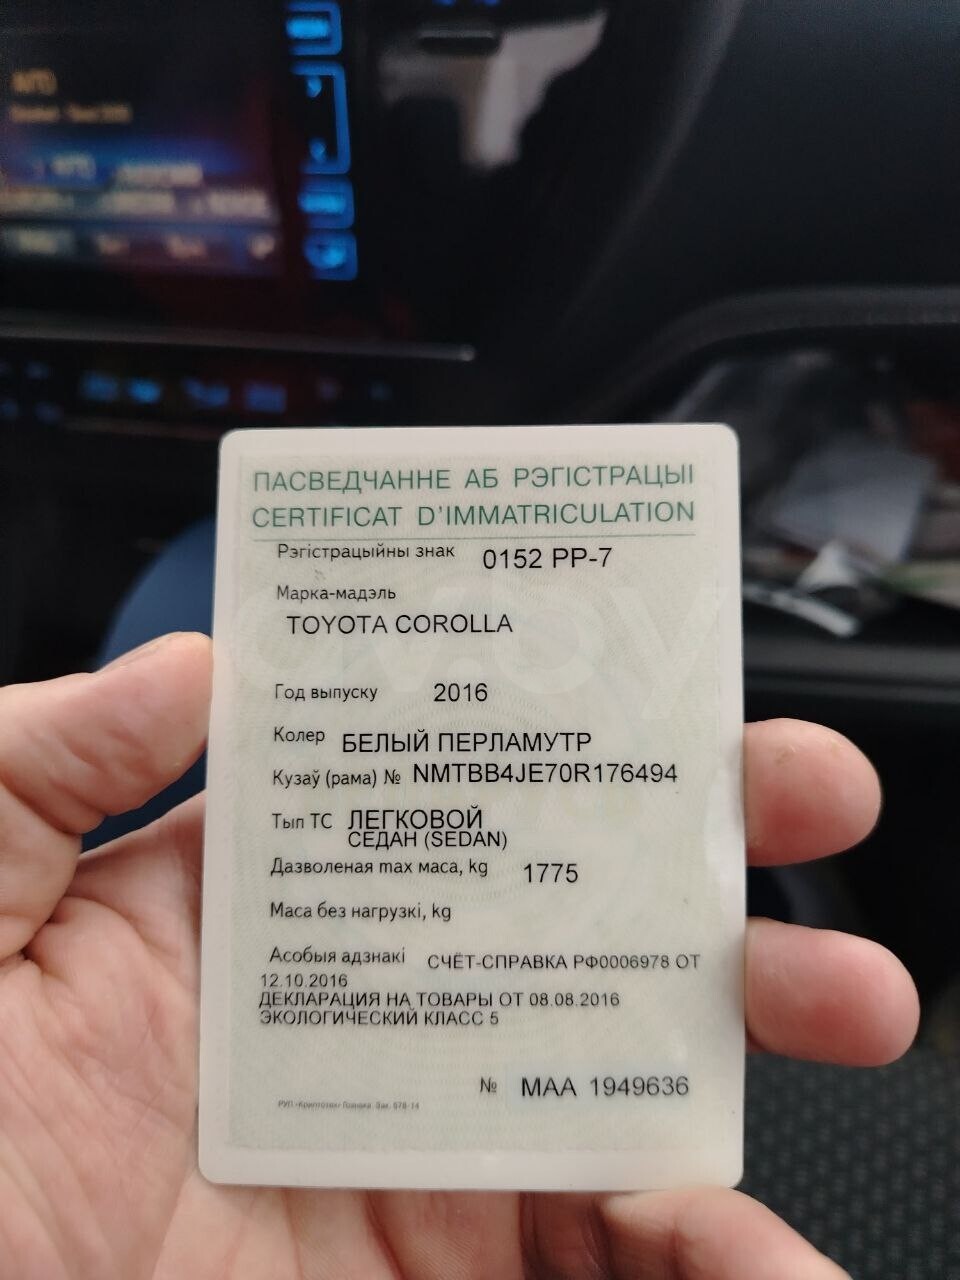 ПАСВЕДЧАННЕ АБ РЭГІСТРАЦЫІ
CERTIFICAT D'IMMATRICULATION
Рэгістрацыйны знак 0152 PP-7
Марка-мадэль
TOYOTA COROLLA
Год выпуску 2016
Колер БЕЛЫЙ ПЕРЛАМУТР
Кузаў (рама) № NMTBB4JE70R176494
Тып ТС ЛЕГКОВОЙ
СЕДАН (SEDAN)
Дазволеная max маса, kg 1775
Маса без нагрузкі, kg
Асобыя адзнакі СЧЁТ-СПРАВКА РФ0006978 ОТ
12.10.2016
ДЕКЛАРАЦИЯ НА ТОВАРЫ ОТ 08.08.2016
ЭКОЛОГИЧЕСКИЙ КЛАСС 5
№ МАА 1949636